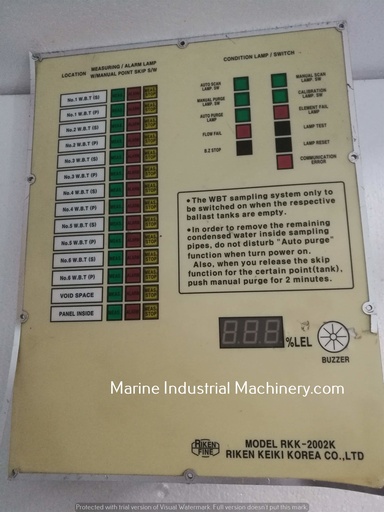 MEASURING / ALARM LAMP
LOCATION W/MANUAL POINT SKIP S/W
CONDITION LAMP / SWITCH
No.1 W.B.T (S)
No.1 W.B.T (P)
No.2 W.B.T (S)
No.2 W.B.T (P)
No.3 W.B.T (S)
No.3 W.B.T (P)
No.4 W.B.T (S)
No.4 W.B.T (P)
No.5 W.B.T (S)
No.5 W.B.T (P)
No.6 W.B.T (S)
No.6 W.B.T (P)
VOID SPACE
PANEL INSIDE
AUTO SCAN
LAMP SW
MANUAL PURGE
LAMP SW
AUTO PURGE
LAMP
FLOW FAIL
B.Z STOP
MANUAL SCAN
LAMP SW
CALIBRATION
LAMP SW
ELEMENT FAIL
LAMP
LAMP TEST
LAMP RESET
COMMUNICATION
ERROR
• The WBT sampling system only to
be switched on when the respective
ballast tanks are empty.
• In order to remove the remaining
condensed water inside sampling
pipes, do not disturb "Auto purge"
function when turn power on.
Also, when you release the skip
function for the certain point(tank),
push manual purge for 2 minutes.
%LEL
BUZZER
Marine Industrial Machinery.com
RIKEN
FINE
MODEL RKK-2002K
RIKEN KEIKI KOREA CO.,LTD
Protected with trial version of Visual Watermark. Full version doesn't put this mark.